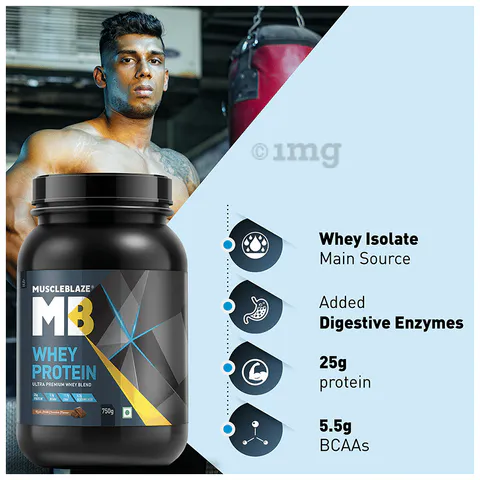 © 1mg
Whey Isolate
Main Source
Added
Digestive Enzymes
25g
protein
5.5g
BCAAs
MUSCLEBLAZE
MB
WHEY
PROTEIN
ULTRA PREMIUM WHEY BLEND
750g